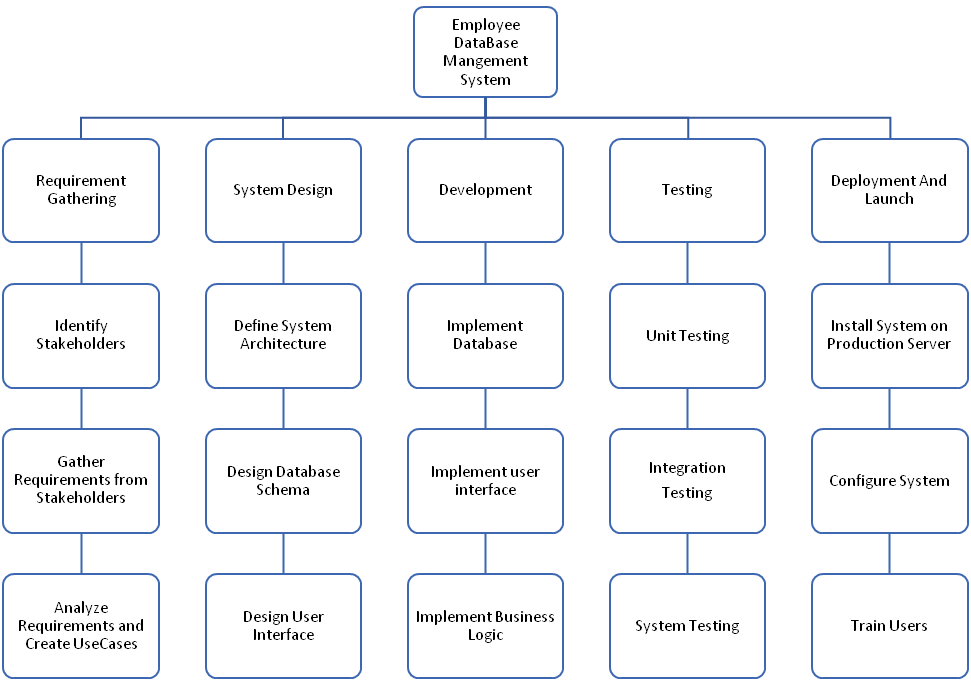 Employee
DataBase
Mangement
System
Requirement
Gathering
System Design
Development
Testing
Deployment And
Launch
Identify
Stakeholders
Define System
Architecture
Implement
Database
Unit Testing
Install System on
Production Server
Gather
Requirements from
Stakeholders
Design Database
Schema
Implement user
interface
Integration
Testing
Configure System
Analyze
Requirements and
Create UseCases
Design User
Interface
Implement Business
Logic
System Testing
Train Users